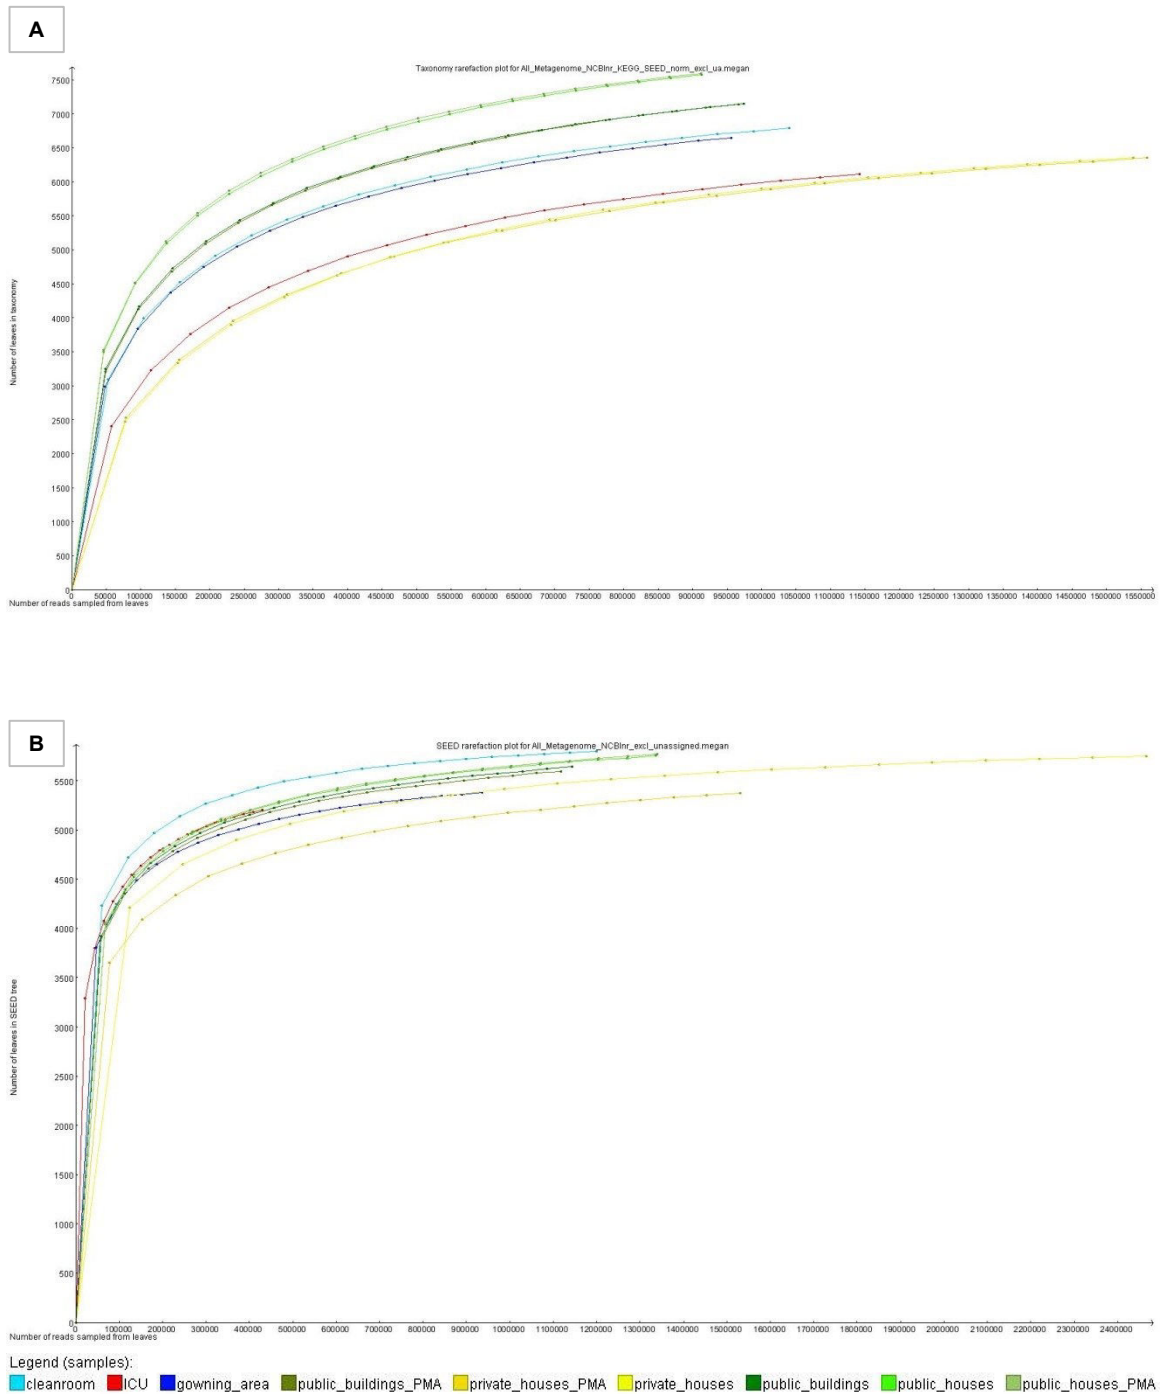 A
Taxonomy rarefaction plot for All_Metagenome_NCBInr_KEGG_SEED_norm_excl_ua.megan
7500
7000
6500
6000
5500
5000
4500
4000
3500
3000
2500
2000
1500
1000
500
0
Number of leaves in taxonomy
0 50000 100000 150000 200000 250000 300000 350000 400000 450000 500000 550000 600000 650000 700000 750000 800000 850000 900000 950000 1000000 1050000 1100000 1150000 1200000 1250000 1300000 1350000 1400000 1450000 1500000 1550000
Number of reads sampled from leaves
B
SEED rarefaction plot for All_Metagenome_NCBInr_excl_unassigned.megan
5500
5000
4500
4000
3500
3000
2500
2000
1500
1000
500
0
Number of leaves in SEED tree
0 100000 200000 300000 400000 500000 600000 700000 800000 900000 1000000 1100000 1200000 1300000 1400000 1500000 1600000 1700000 1800000 1900000 2000000 2100000 2200000 2300000 2400000
Number of reads sampled from leaves
Legend (samples):
cleanroom ICU gowning_area public_buildings_PMA private_houses_PMA private_houses public_buildings public_houses public_houses_PMA